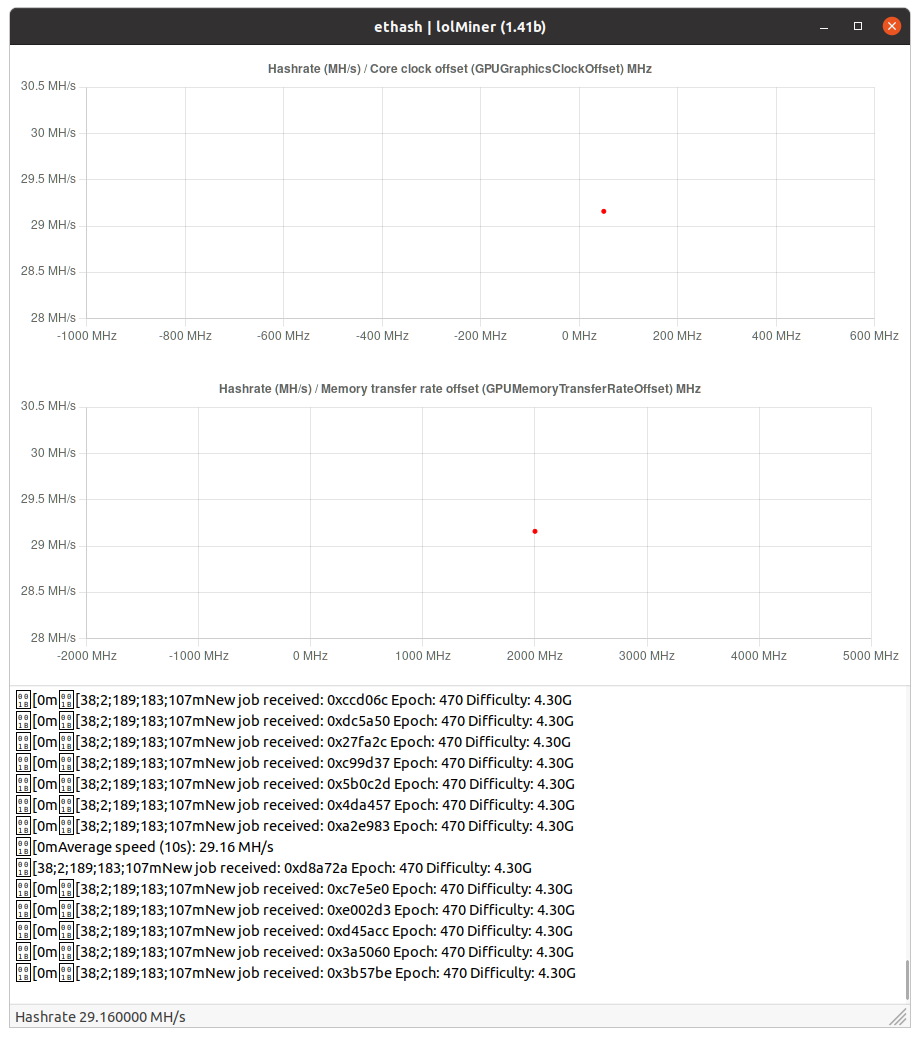 ethash | lolMiner (1.41b)
Hashrate (MH/s) / Core clock offset (GPUGraphicsClockOffset) MHz
30.5 MH/s
30 MH/s
29.5 MH/s
29 MH/s
28.5 MH/s
28 MH/s
-1000 MHz -800 MHz -600 MHz -400 MHz -200 MHz 0 MHz 200 MHz 400 MHz 600 MHz
Hashrate (MH/s) / Memory transfer rate offset (GPUMemoryTransferRateOffset) MHz
30.5 MH/s
30 MH/s
29.5 MH/s
29 MH/s
28.5 MH/s
28 MH/s
-2000 MHz -1000 MHz 0 MHz 1000 MHz 2000 MHz 3000 MHz 4000 MHz 5000 MHz
[0m[38;2;189;183;107mNew job received: 0xccd06c Epoch: 470 Difficulty: 4.30G
[0m[38;2;189;183;107mNew job received: 0xdc5a50 Epoch: 470 Difficulty: 4.30G
[0m[38;2;189;183;107mNew job received: 0x27fa2c Epoch: 470 Difficulty: 4.30G
[0m[38;2;189;183;107mNew job received: 0xc99d37 Epoch: 470 Difficulty: 4.30G
[0m[38;2;189;183;107mNew job received: 0x5b0c2d Epoch: 470 Difficulty: 4.30G
[0m[38;2;189;183;107mNew job received: 0x4da457 Epoch: 470 Difficulty: 4.30G
[0m[38;2;189;183;107mNew job received: 0xa2e983 Epoch: 470 Difficulty: 4.30G
[0mAverage speed (10s): 29.16 MH/s
[38;2;189;183;107mNew job received: 0xd8a72a Epoch: 470 Difficulty: 4.30G
[0m[38;2;189;183;107mNew job received: 0xc7e5e0 Epoch: 470 Difficulty: 4.30G
[0m[38;2;189;183;107mNew job received: 0xe002d3 Epoch: 470 Difficulty: 4.30G
[0m[38;2;189;183;107mNew job received: 0xd45acc Epoch: 470 Difficulty: 4.30G
[0m[38;2;189;183;107mNew job received: 0x3a5060 Epoch: 470 Difficulty: 4.30G
[0m[38;2;189;183;107mNew job received: 0x3b57be Epoch: 470 Difficulty: 4.30G
Hashrate 29.160000 MH/s